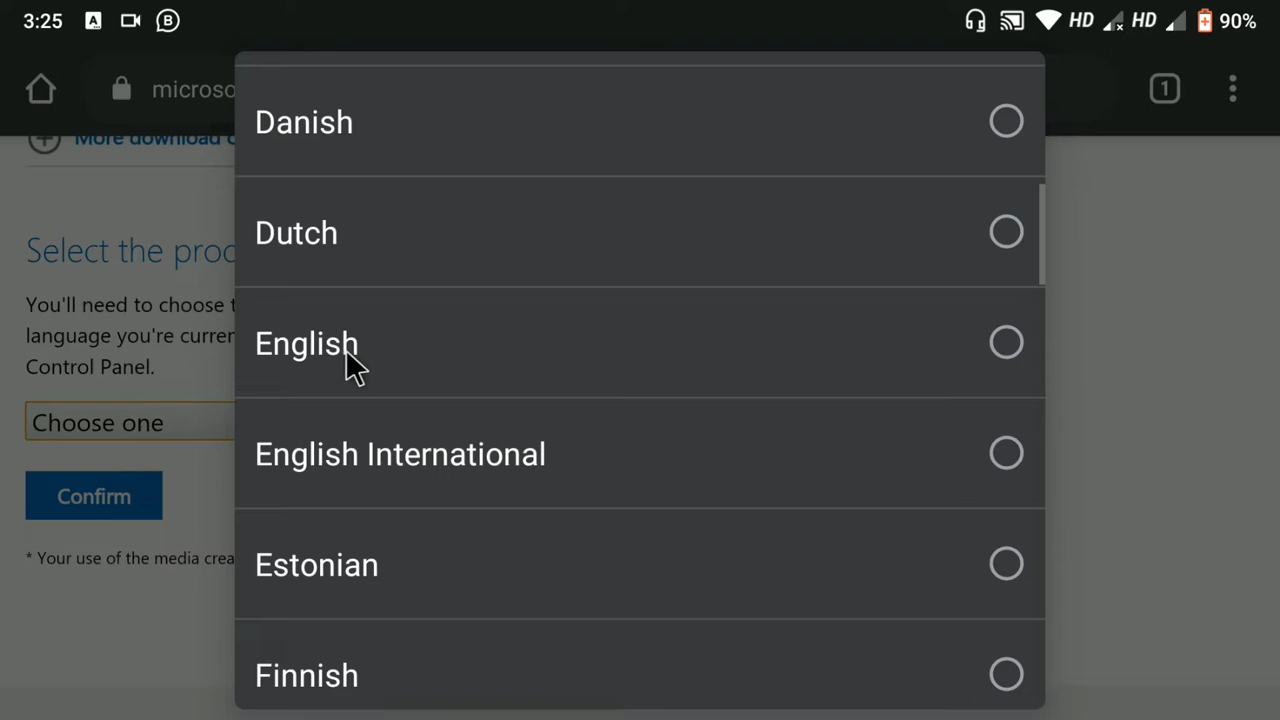 3:25
A
B
HD
HD
90%
microso
1
More download
Select the prod
You'll need to choose t
language you're curren
Control Panel.
Choose one
Confirm
* Your use of the media crea
Danish
Dutch
English
English International
Estonian
Finnish